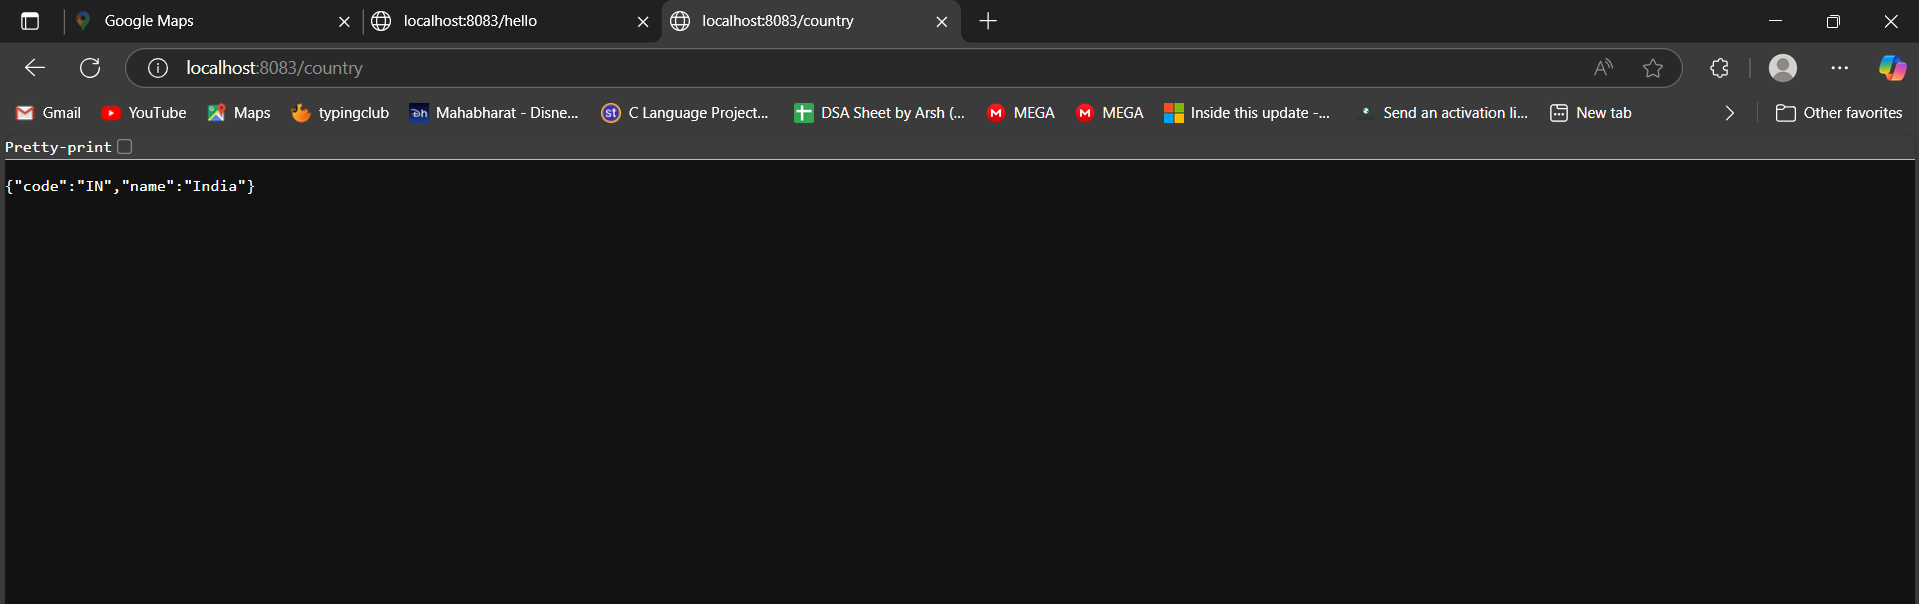 Google Maps
localhost:8083/hello
localhost:8083/country
localhost:8083/country
Gmail
YouTube
Maps
typingclub
Mahabharat - Disne...
C Language Project...
DSA Sheet by Arsh (...
MEGA
MEGA
Inside this update -...
Send an activation li...
New tab
Other favorites
Pretty-print
{"code":"IN","name":"India"}